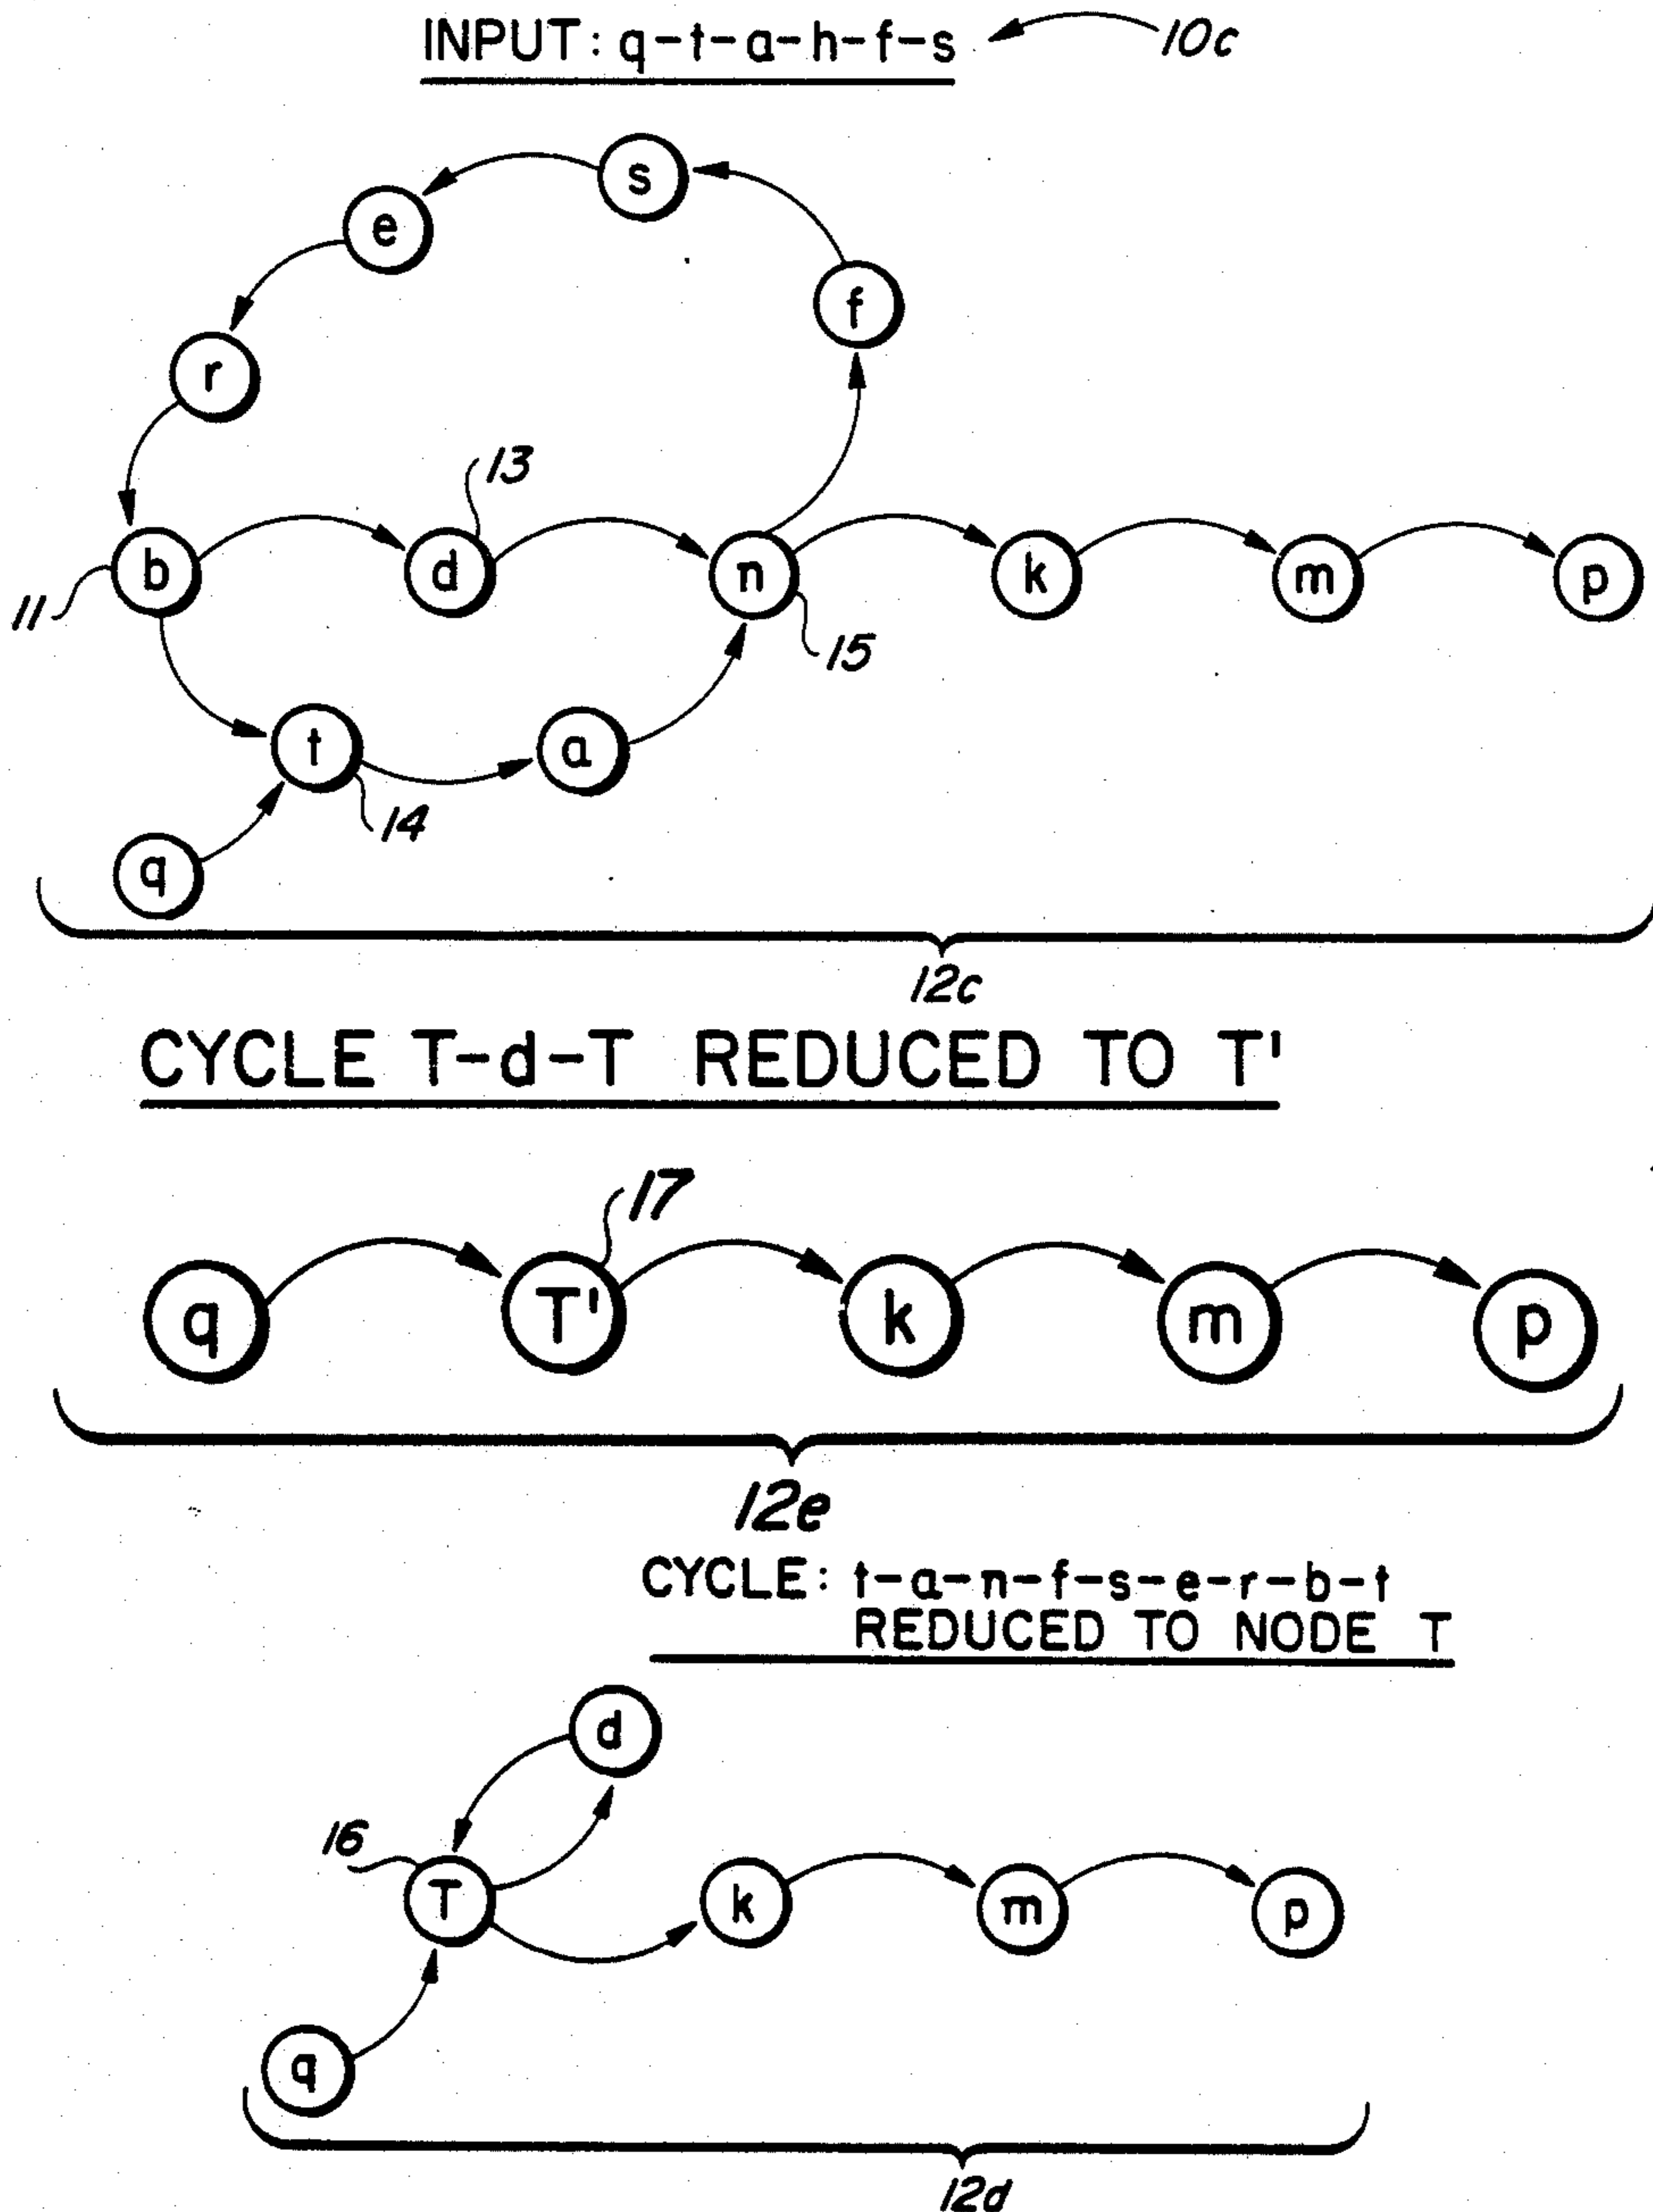 INPUT: q-t-a-h-f-s
10c
s
e
f
r
13
b
d
n
k
m
p
11
15
t
a
14
q
12c
CYCLE T-d-T REDUCED TO T'
17
q
T'
k
m
p
12e
CYCLE: t-a-n-f-s-e-r-b-t
REDUCED TO NODE T
d
16
T
k
m
p
q
12d